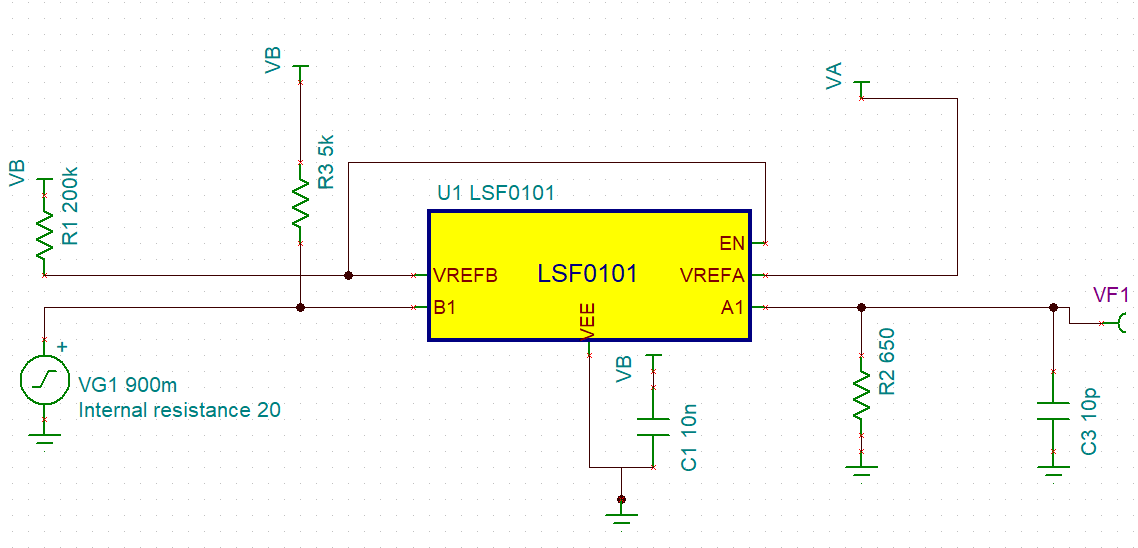 VB
VB
R1 200k
R3 5k
VA
U1 LSF0101
LSF0101
VREFB
B1
EN
VREFA
A1
VEE
VF1
+
VG1 900m
Internal resistance 20
VB
C1 10n
R2 650
C3 10p